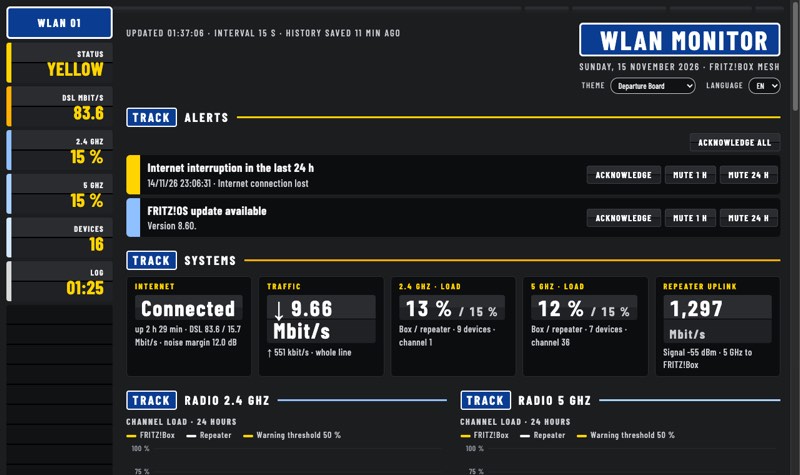 WLAN 01
STATUS
YELLOW
DSL MBIT/S
83.6
2.4 GHZ
15 %
5 GHZ
15 %
DEVICES
16
LOG
01:25
UPDATED 01:37:06 · INTERVAL 15 S · HISTORY SAVED 11 MIN AGO
WLAN MONITOR
SUNDAY, 15 NOVEMBER 2026 · FRITZ!BOX MESH
THEME Departure Board LANGUAGE EN
TRACK ALERTS
ACKNOWLEDGE ALL
Internet interruption in the last 24 h
14/11/26 23:06:31 · Internet connection lost
ACKNOWLEDGE MUTE 1 H MUTE 24 H
FRITZ!OS update available
Version 8.60.
ACKNOWLEDGE MUTE 1 H MUTE 24 H
TRACK SYSTEMS
INTERNET
Connected
up 2 h 29 min · DSL 83.6 / 15.7
Mbit/s · noise margin 12.0 dB
TRAFFIC
↓ 9.66
Mbit/s
↑ 551 kbit/s · whole line
2.4 GHZ · LOAD
13 % / 15 %
Box / repeater · 9 devices ·
channel 1
5 GHZ · LOAD
12 % / 15 %
Box / repeater · 7 devices ·
channel 36
REPEATER UPLINK
1,297
Mbit/s
Signal -55 dBm · 5 GHz to
FRITZ!Box
TRACK RADIO 2.4 GHZ
CHANNEL LOAD · 24 HOURS
FRITZ!Box Repeater Warning threshold 50 %
100 %
75 %
TRACK RADIO 5 GHZ
CHANNEL LOAD · 24 HOURS
FRITZ!Box Repeater Warning threshold 50 %
100 %
75 %